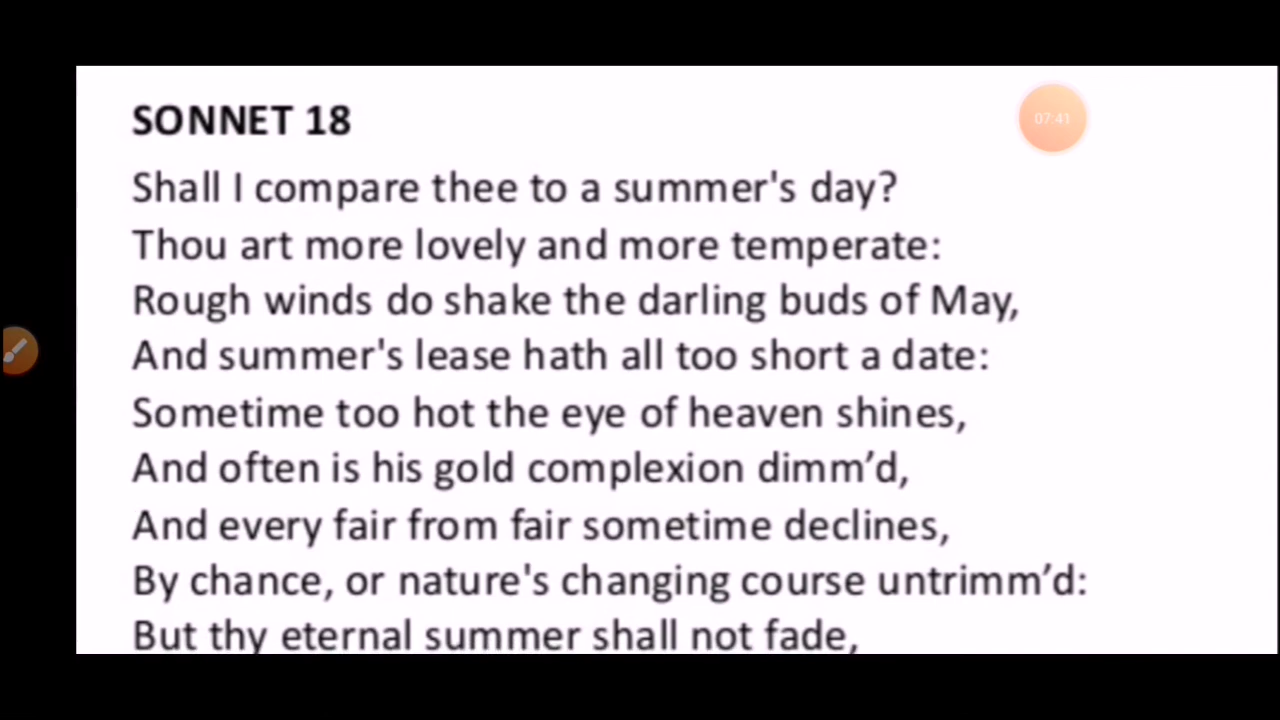 SONNET 18
07:41
Shall I compare thee to a summer's day?
Thou art more lovely and more temperate:
Rough winds do shake the darling buds of May,
And summer's lease hath all too short a date:
Sometime too hot the eye of heaven shines,
And often is his gold complexion dimm’d,
And every fair from fair sometime declines,
By chance, or nature's changing course untrimm’d:
But thy eternal summer shall not fade,